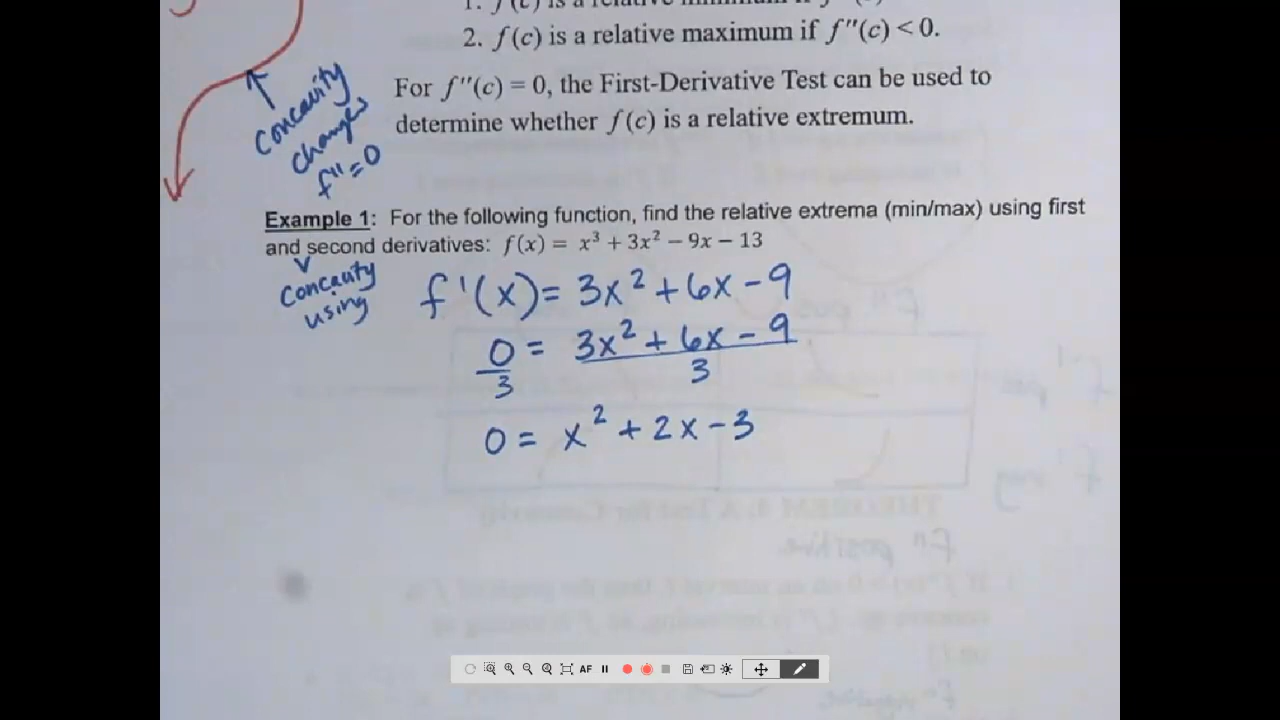 2. f(c) is a relative maximum if f″(c) < 0.
For f″(c) = 0, the First-Derivative Test can be used to
determine whether f(c) is a relative extremum.
concavity
changes
f″ = 0
Example 1: For the following function, find the relative extrema (min/max) using first
and second derivatives: f(x) = x³ + 3x² − 9x − 13
concavity
using
f'(x) = 3x² + 6x − 9
0 = 3x² + 6x − 9
3 3
0 = x² + 2x − 3
AF